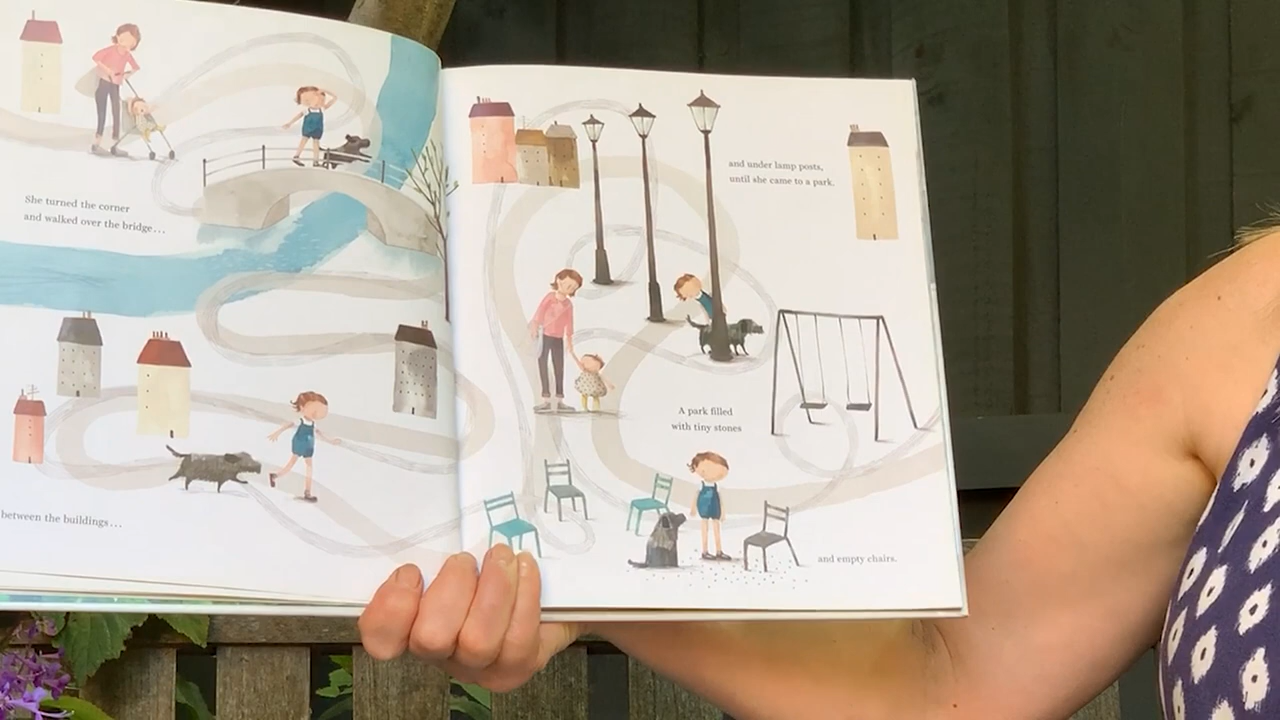 She turned the corner
and walked over the bridge...
between the buildings...
and under lamp posts,
until she came to a park.
A park filled
with tiny stones
and empty chairs.